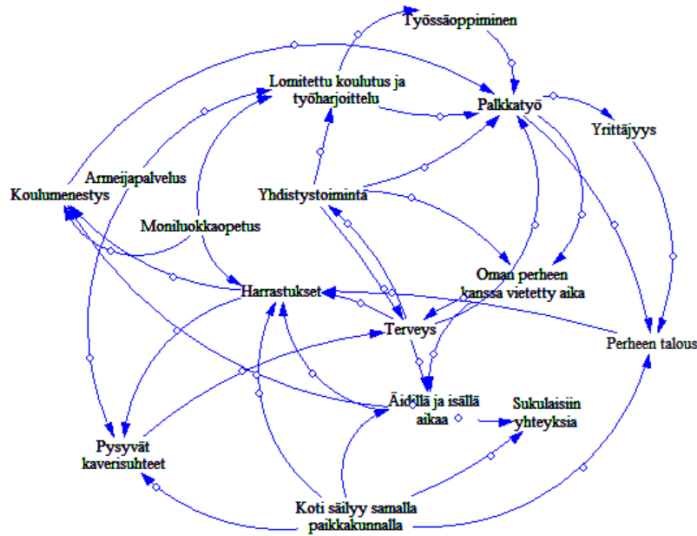 Työssäoppiminen
Lomitettu koulutus ja
työharjoittelu
Palkkatyö
Yrittäjyys
Armeijapalvelus
Koulumenestys
Yhdistystoiminta
Moniluokkaopetus
Oman perheen
kanssa vietetty aika
Harrastukset
Terveys
Perheen talous
Äidillä ja isällä
aikaa
Sukulaisiin
yhteyksia
Pysyvät
kaverisuhteet
Koti säilyy samalla
paikkakunnalla